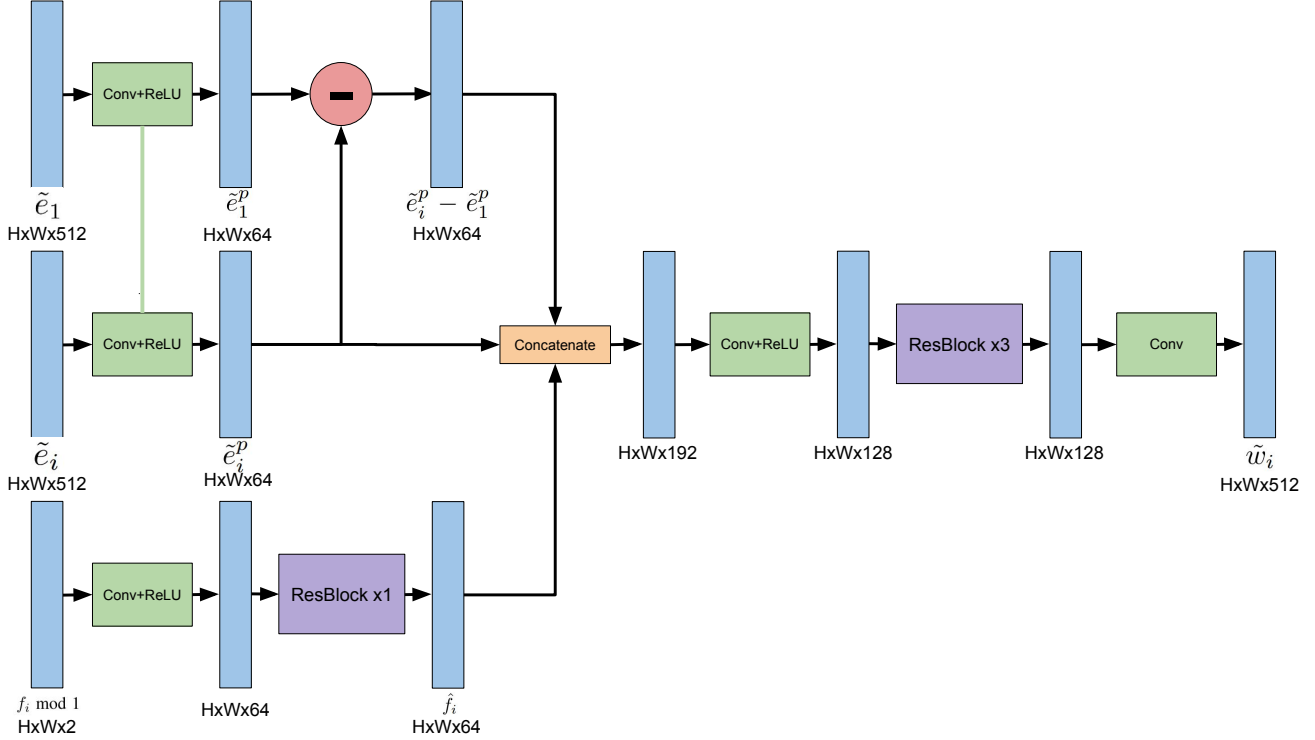 Conv+ReLU
-
ẽ₁
HxWx512
ẽ₁ᵖ
HxWx64
ẽᵢᵖ − ẽ₁ᵖ
HxWx64
Conv+ReLU
Concatenate
Conv+ReLU
ResBlock x3
Conv
ẽᵢ
HxWx512
ẽᵢᵖ
HxWx64
HxWx192
HxWx128
HxWx128
w̃ᵢ
HxWx512
Conv+ReLU
ResBlock x1
fᵢ mod 1
HxWx2
HxWx64
f̂ᵢ
HxWx64